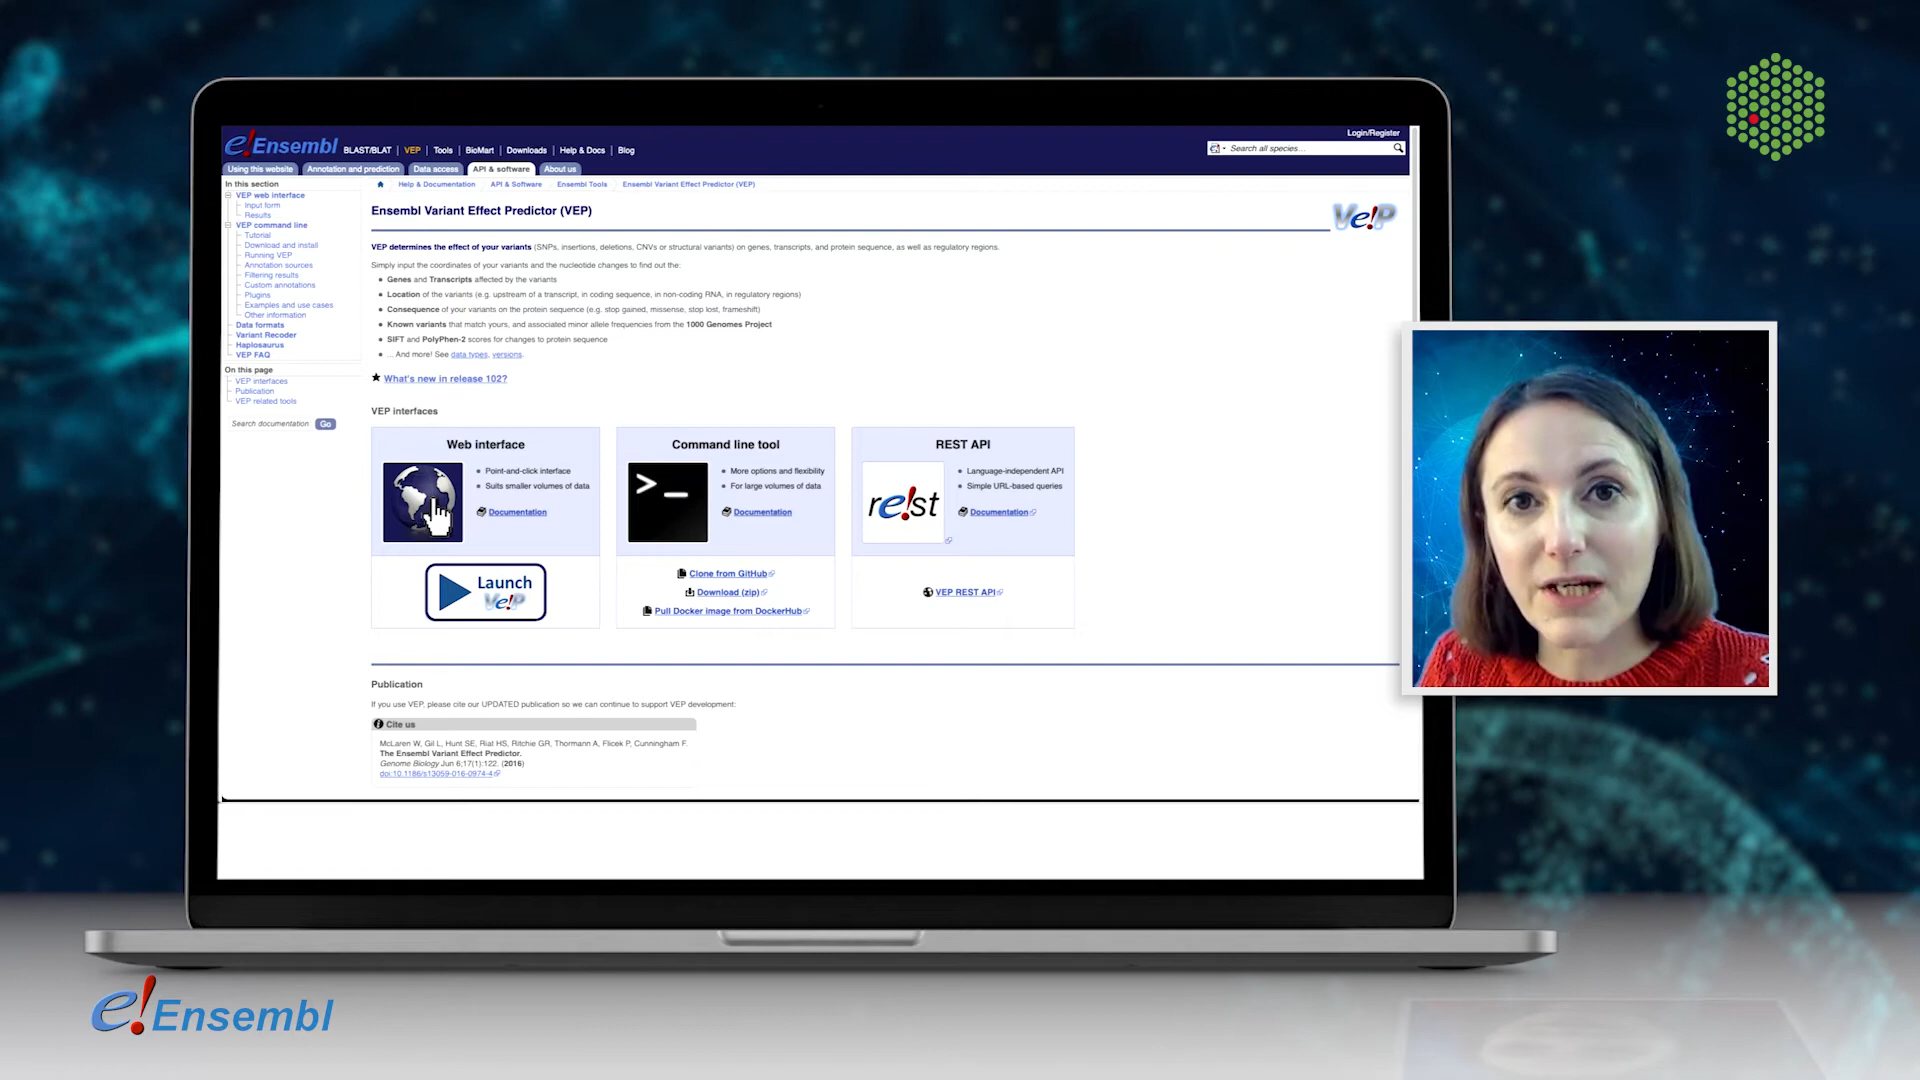 Login/Register
e!Ensembl BLAST/BLAT | VEP | Tools | BioMart | Downloads | Help & Docs | Blog
Search all species...
Using this website Annotation and prediction Data access API & software About us
In this section
VEP web interface
Input form
Results
VEP command line
Tutorial
Download and install
Running VEP
Annotation sources
Filtering results
Custom annotations
Plugins
Examples and use cases
Other information
Data formats
Variant Recoder
Haplosaurus
VEP FAQ
On this page
VEP interfaces
Publication
VEP related tools
Search documentation Go
Help & Documentation API & Software Ensembl Tools Ensembl Variant Effect Predictor (VEP)
Ensembl Variant Effect Predictor (VEP)
Ve!P
VEP determines the effect of your variants (SNPs, insertions, deletions, CNVs or structural variants) on genes, transcripts, and protein sequence, as well as regulatory regions.
Simply input the coordinates of your variants and the nucleotide changes to find out the:
• Genes and Transcripts affected by the variants
• Location of the variants (e.g. upstream of a transcript, in coding sequence, in non-coding RNA, in regulatory regions)
• Consequence of your variants on the protein sequence (e.g. stop gained, missense, stop lost, frameshift)
• Known variants that match yours, and associated minor allele frequencies from the 1000 Genomes Project
• SIFT and PolyPhen-2 scores for changes to protein sequence
• ... And more! See data types, versions.
★ What's new in release 102?
VEP interfaces
Web interface
• Point-and-click interface
• Suits smaller volumes of data
Documentation
Launch
Ve!P
Command line tool
>_
• More options and flexibility
• For large volumes of data
Documentation
Clone from GitHub
Download (zip)
Pull Docker image from DockerHub
REST API
re!st
• Language-independent API
• Simple URL-based queries
Documentation
VEP REST API
Publication
If you use VEP, please cite our UPDATED publication so we can continue to support VEP development:
Cite us
McLaren W, Gil L, Hunt SE, Riat HS, Ritchie GR, Thormann A, Flicek P, Cunningham F.
The Ensembl Variant Effect Predictor.
Genome Biology Jun 6;17(1):122. (2016)
doi:10.1186/s13059-016-0974-4
e!Ensembl